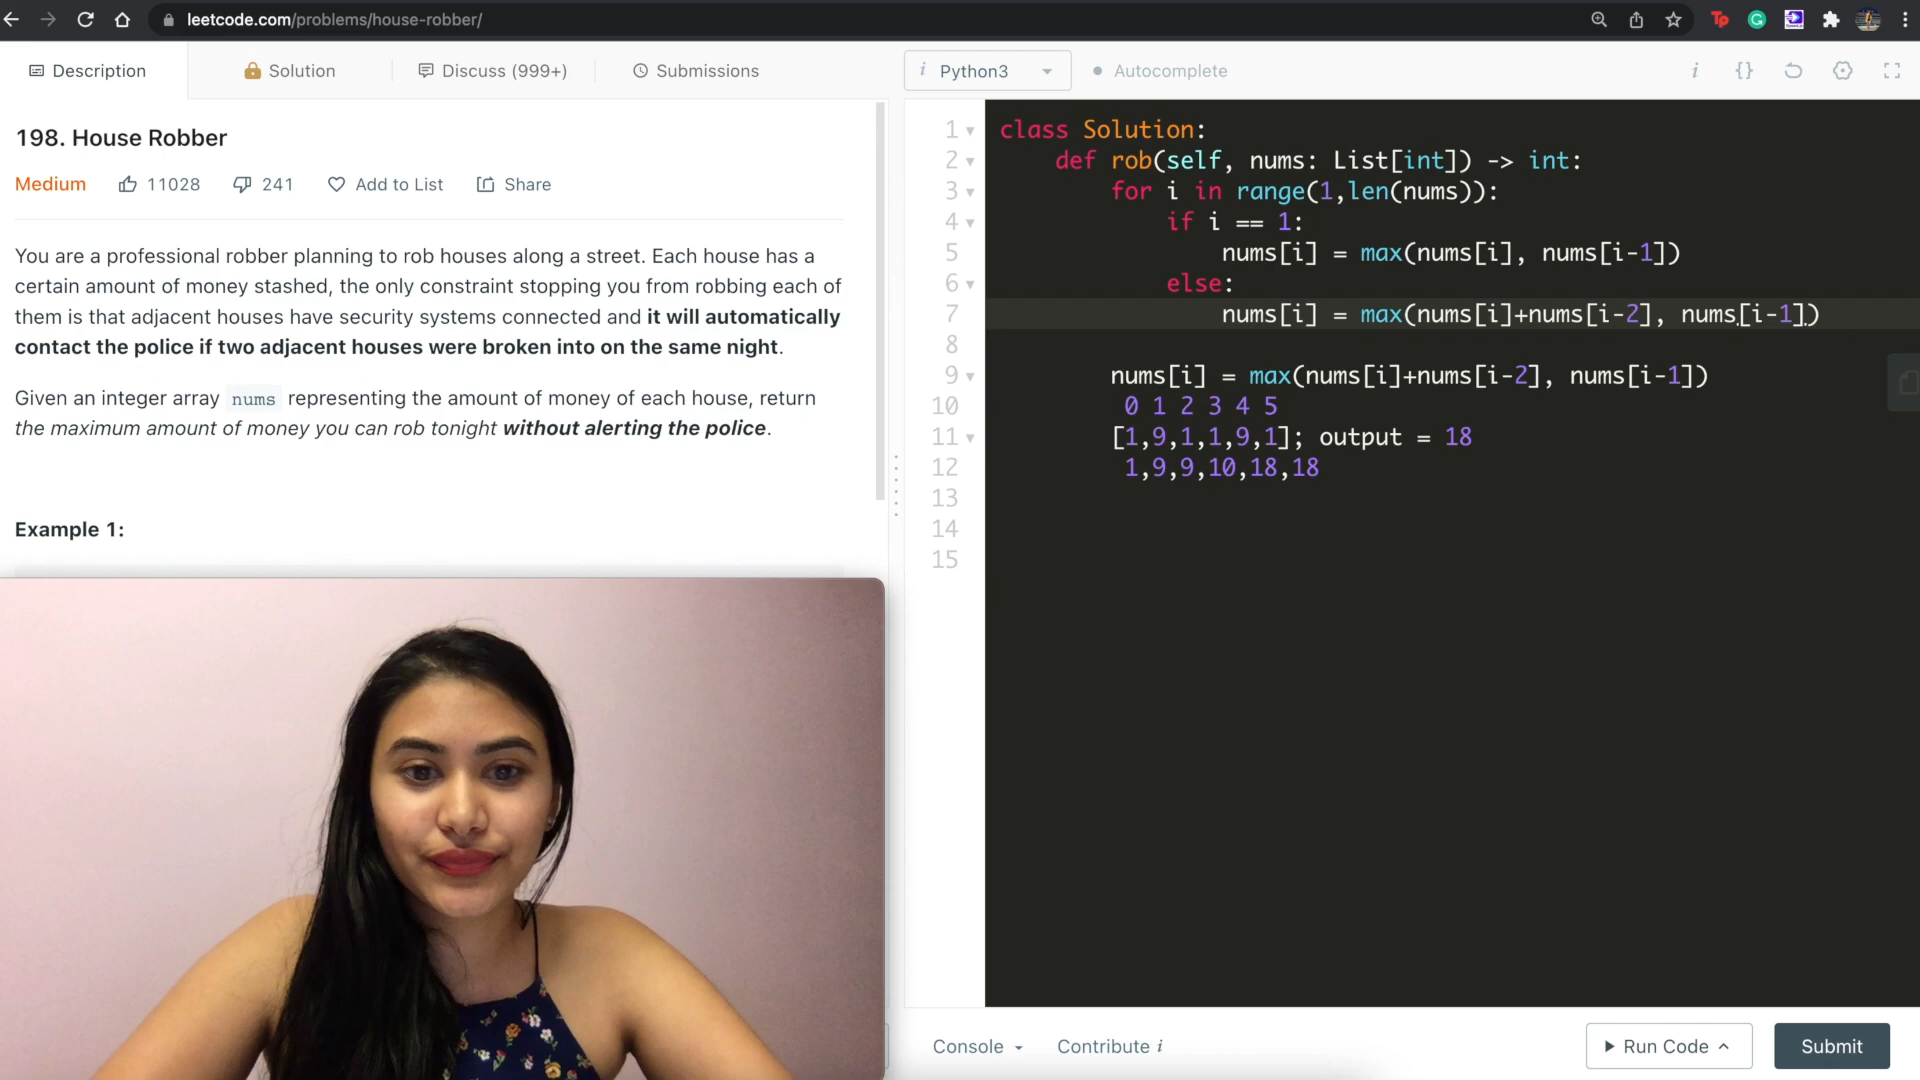 leetcode.com/problems/house-robber/
Tp
Description
Solution
Discuss (999+)
Submissions
198. House Robber
Medium
11028
241
Add to List
Share
You are a professional robber planning to rob houses along a street. Each house has a
certain amount of money stashed, the only constraint stopping you from robbing each of
them is that adjacent houses have security systems connected and it will automatically
contact the police if two adjacent houses were broken into on the same night.
Given an integer array nums representing the amount of money of each house, return
the maximum amount of money you can rob tonight without alerting the police.
Example 1:
i Python3
Autocomplete
i {}
1 class Solution:
2     def rob(self, nums: List[int]) -> int:
3         for i in range(1,len(nums)):
4             if i == 1:
5                 nums[i] = max(nums[i], nums[i-1])
6             else:
7                 nums[i] = max(nums[i]+nums[i-2], nums[i-1])
8
9         nums[i] = max(nums[i]+nums[i-2], nums[i-1])
10          0 1 2 3 4 5
11         [1,9,1,1,9,1]; output = 18
12          1,9,9,10,18,18
13
14
15
Console
Contribute i
Run Code
Submit